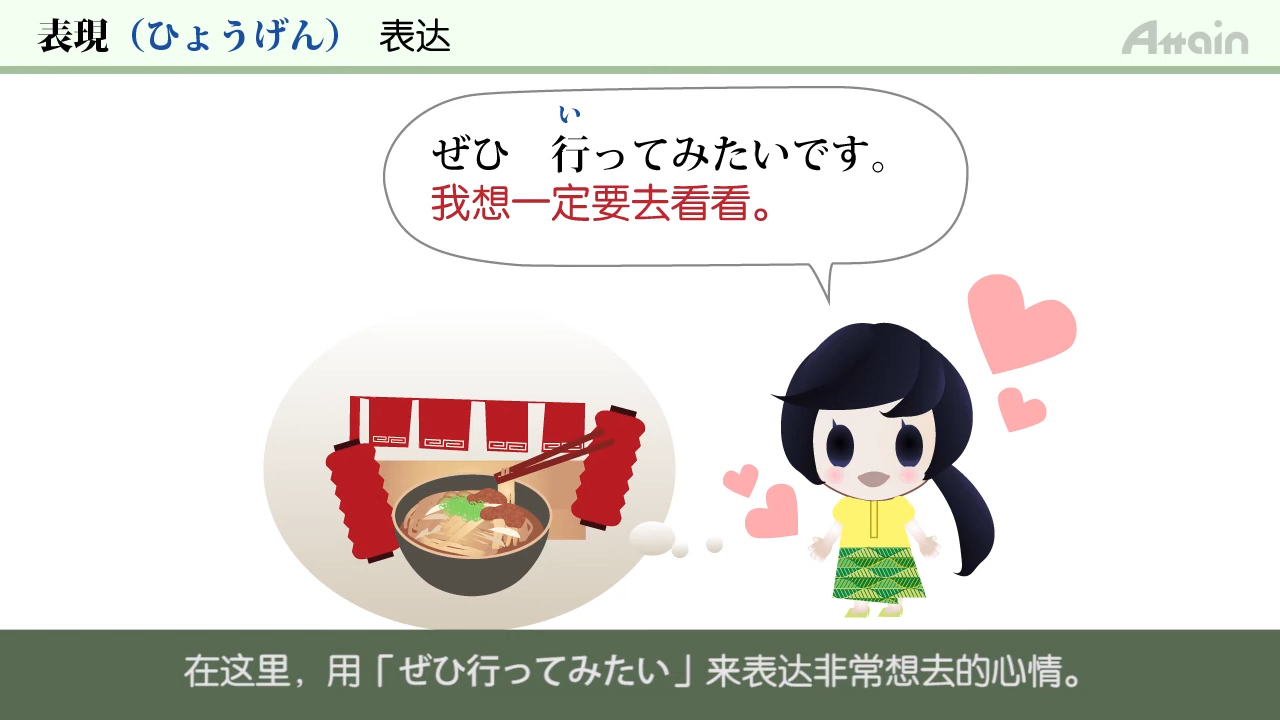 表現（ひょうげん） 表达
Attain
い
ぜひ　行ってみたいです。
我想一定要去看看。
在这里，用「ぜひ行ってみたい」来表达非常想去的心情。